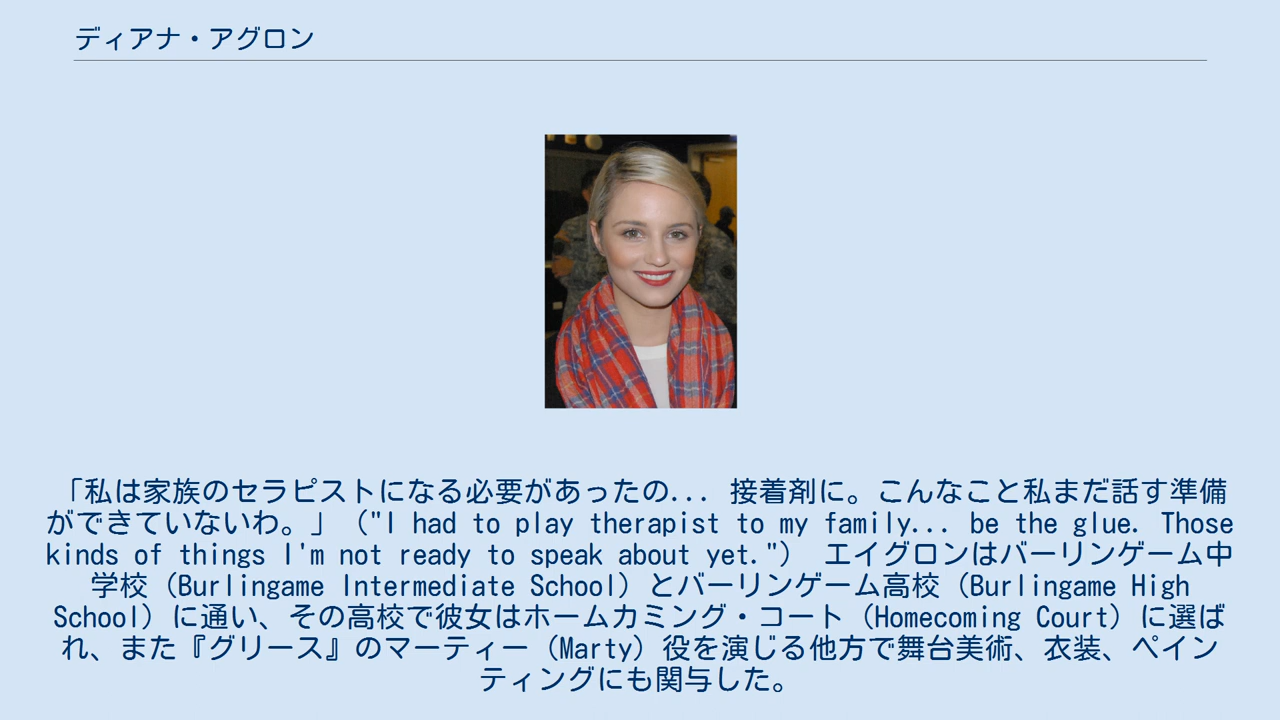 ディアナ・アグロン
「私は家族のセラピストになる必要があったの... 接着剤に。こんなこと私まだ話す準備
ができていないわ。」（"I had to play therapist to my family... be the glue. Those
kinds of things I'm not ready to speak about yet."） エイグロンはバーリンゲーム中
学校（Burlingame Intermediate School）とバーリンゲーム高校（Burlingame High
School）に通い、その高校で彼女はホームカミング・コート（Homecoming Court）に選ば
れ、また『グリース』のマーティー（Marty）役を演じる他方で舞台美術、衣装、ペイン
ティングにも関与した。